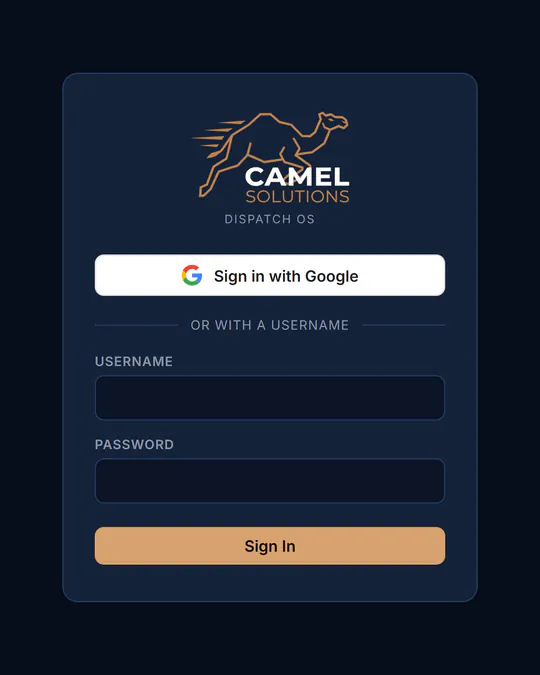 CAMEL
SOLUTIONS
DISPATCH OS
Sign in with Google
OR WITH A USERNAME
USERNAME
PASSWORD
Sign In